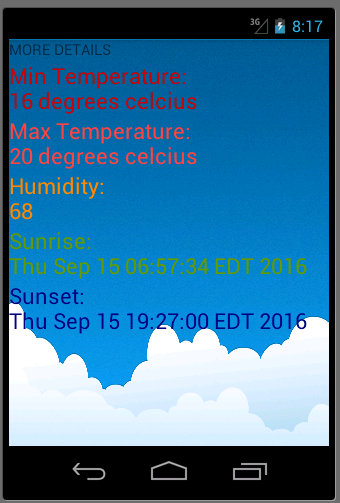 3G 8:17
MORE DETAILS
Min Temperature:
16 degrees celcius
Max Temperature:
20 degrees celcius
Humidity:
68
Sunrise:
Thu Sep 15 06:57:34 EDT 2016
Sunset:
Thu Sep 15 19:27:00 EDT 2016